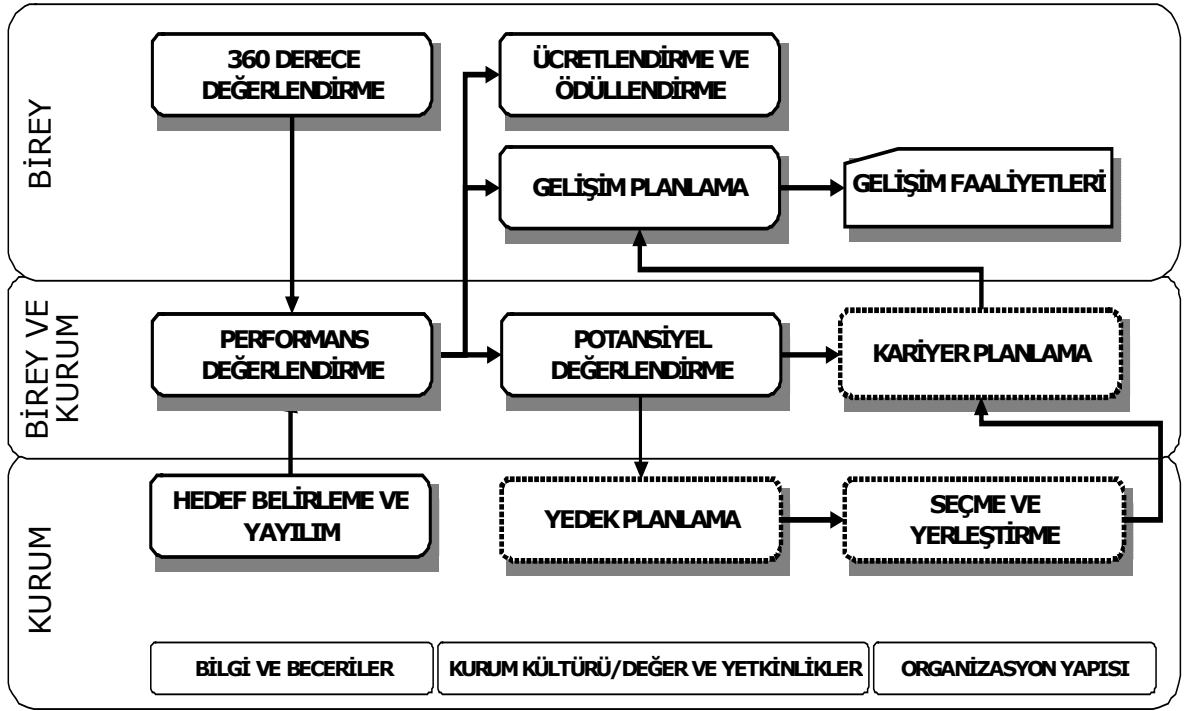 BİREY
360 DERECE
DEĞERLENDİRME
ÜCRETLENDİRME VE
ÖDÜLLENDİRME
GELİŞİM PLANLAMA
GELİŞİM FAALİYETLERİ
BİREY VE
KURUM
PERFORMANS
DEĞERLENDİRME
POTANSİYEL
DEĞERLENDİRME
KARİYER PLANLAMA
KURUM
HEDEF BELİRLEME VE
YAYILIM
YEDEK PLANLAMA
SEÇME VE
YERLEŞTİRME
BİLGİ VE BECERİLER
KURUM KÜLTÜRÜ/DEĞER VE YETKİNLİKLER
ORGANİZASYON YAPISI